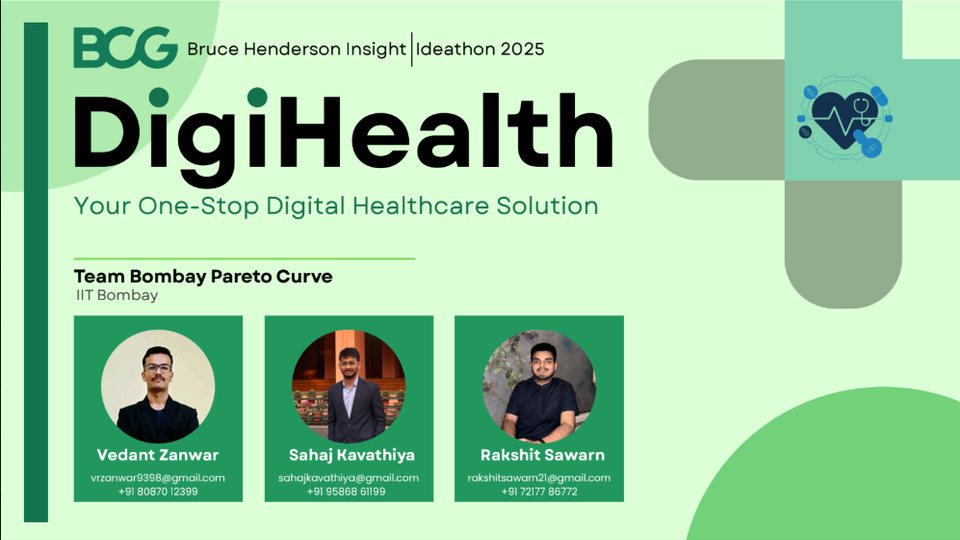 BCG Bruce Henderson Insight | Ideathon 2025
DigiHealth
Your One-Stop Digital Healthcare Solution
Team Bombay Pareto Curve
IIT Bombay
Vedant Zanwar
vrzanwar9398@gmail.com
+91 80870 12399
Sahaj Kavathiya
sahajkavathiya@gmail.com
+91 95868 61199
Rakshit Sawarn
rakshitsawarn21@gmail.com
+91 72177 86772